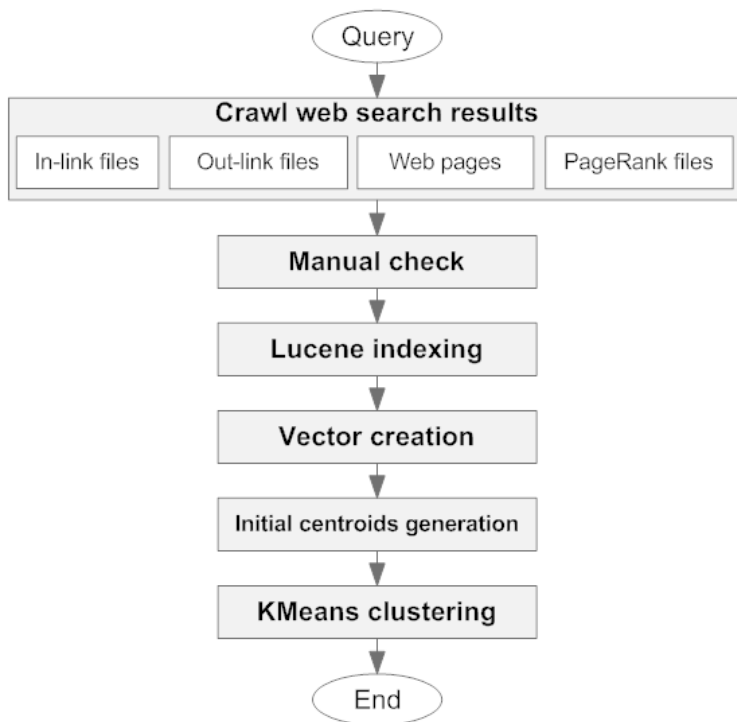 Query
Crawl web search results
In-link files
Out-link files
Web pages
PageRank files
Manual check
Lucene indexing
Vector creation
Initial centroids generation
KMeans clustering
End